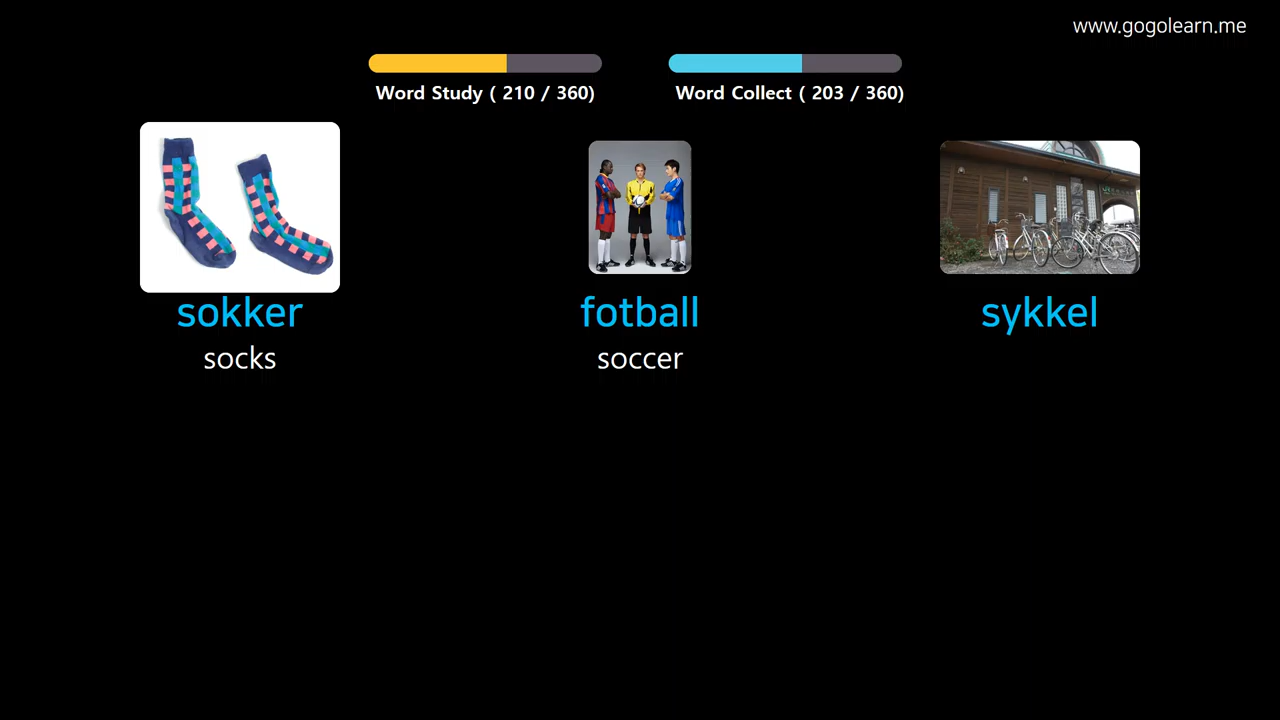 www.gogolearn.me
Word Study ( 210 / 360)
Word Collect ( 203 / 360)
sokker
fotball
sykkel
socks
soccer